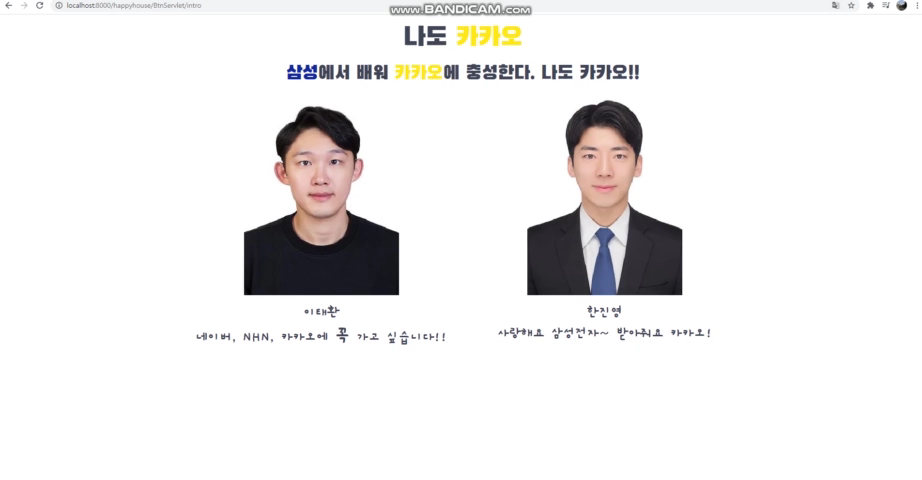 localhost:8000/happyhouse/BtnServlet/intro
www.BANDICAM.com
나도 카카오
삼성에서 배워 카카오에 충성한다. 나도 카카오!!
이태환
한진영
네이버, NHN, 카카오에 꼭 가고 싶습니다!!
사랑해요 삼성전자~ 받아줘요 카카오!